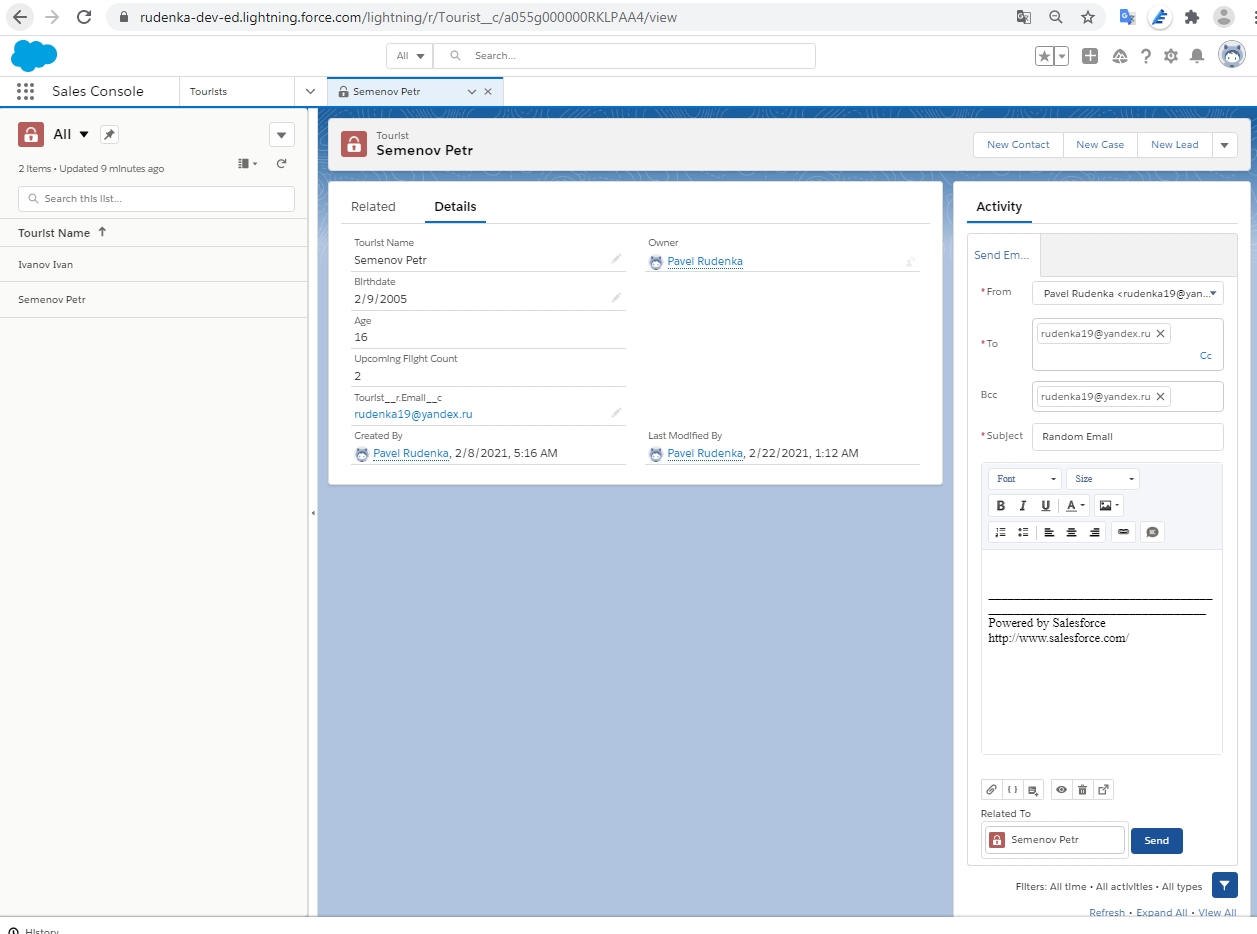 rudenka-dev-ed.lightning.force.com/lightning/r/Tourist__c/a055g000000RKLPAA4/view
All
Search...
Sales Console
Tourists
Semenov Petr
All
2 items • Updated 9 minutes ago
Search this list...
Tourist Name
Ivanov Ivan
Semenov Petr
Tourist
Semenov Petr
New Contact
New Case
New Lead
Related
Details
Tourist Name
Semenov Petr
Owner
Pavel Rudenka
Birthdate
2/9/2005
Age
16
Upcoming Flight Count
2
Tourist__r.Email__c
rudenka19@yandex.ru
Created By
Pavel Rudenka, 2/8/2021, 5:16 AM
Last Modified By
Pavel Rudenka, 2/22/2021, 1:12 AM
Activity
Send Em...
*From
Pavel Rudenka <rudenka19@yan...
*To
rudenka19@yandex.ru
Cc
Bcc
rudenka19@yandex.ru
*Subject
Random Email
Font
Size
B
I
U
A
Powered by Salesforce
http://www.salesforce.com/
Related To
Semenov Petr
Send
Filters: All time • All activities • All types
Refresh • Expand All • View All
History